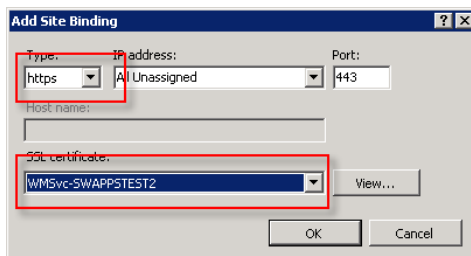 Add Site Binding
Type: IP address: Port:
https All Unassigned 443
Host name:
SSL certificate:
WMSvc-SWAPPSTEST2 View...
OK Cancel